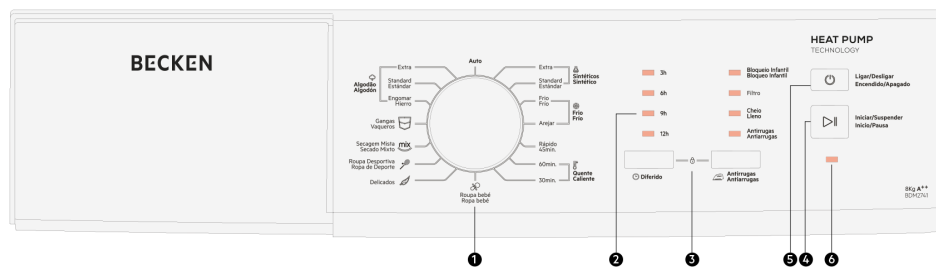 BECKEN
Auto
Extra
Algodão
Algodón
Standard
Estándar
Engomar
Hierro
Gangas
Vaqueros
Secagem Mista
Secado Mixto
mix
Roupa Desportiva
Ropa de Deporte
Delicados
Roupa bebé
Ropa bebé
Extra
Sintéticos
Sintético
Standard
Estándar
Frio
Frío
Frio
Frío
Arejar
Rápido
45min.
60min.
Quente
Caliente
30min.
3h
6h
9h
12h
Diferido
Bloqueio Infantil
Bloqueo Infantil
Filtro
Cheio
Lleno
Antirrugas
Antiarrugas
Antirrugas
Antiarrugas
HEAT PUMP
TECHNOLOGY
Ligar/Desligar
Encendido/Apagado
Iniciar/Suspender
Inicio/Pausa
8Kg A++
BDM2741
1
2
3
5
4
6